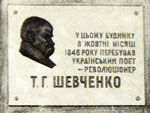 У ЦЬОМУ БУДИНКУ
В ЖОВТНІ МІСЯЦІ
1846 РОКУ ПЕРЕБУВАВ
УКРАЇНСЬКИЙ ПОЕТ
–РЕВОЛЮЦІОНЕР
Т.Г. ШЕВЧЕНКО